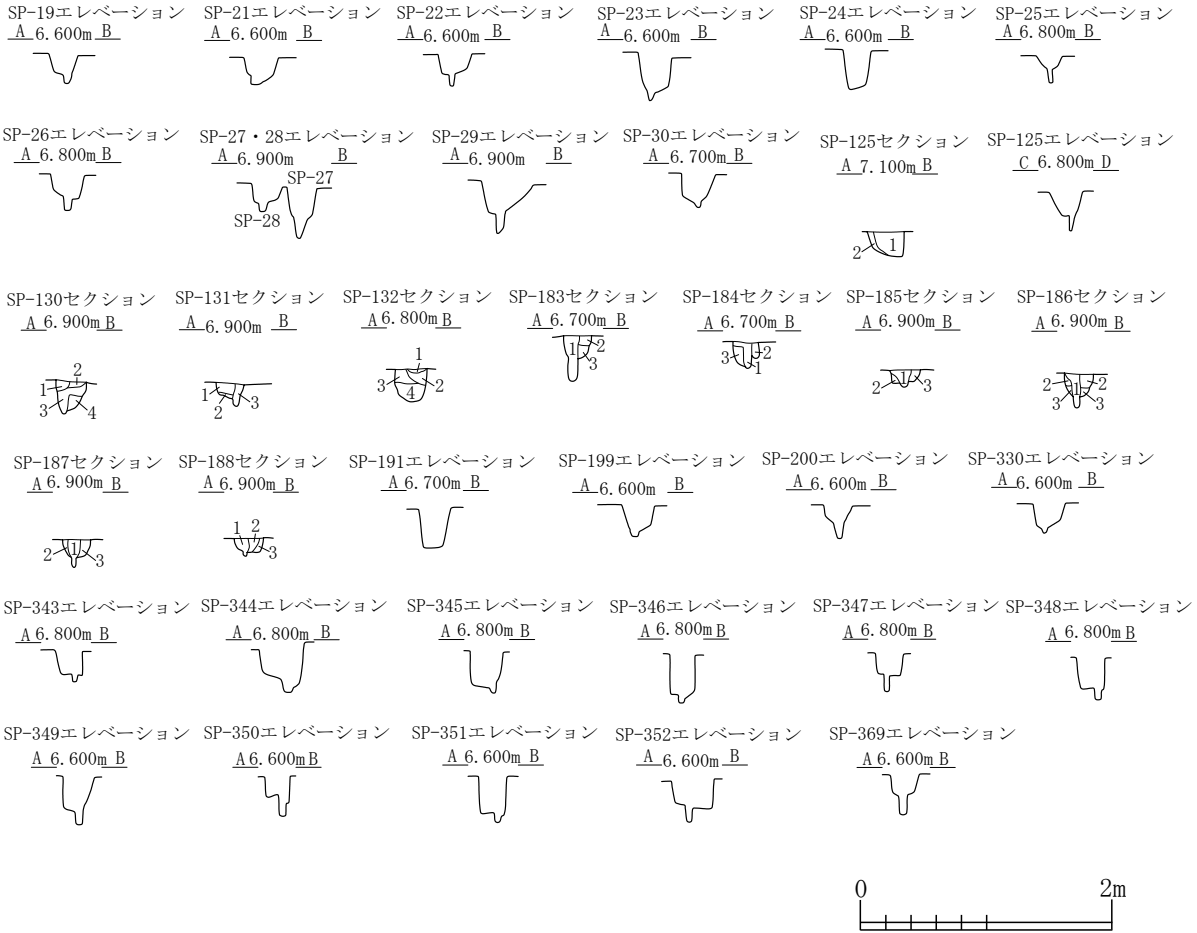 SP-19エレベーション SP-21エレベーション SP-22エレベーション SP-23エレベーション SP-24エレベーション SP-25エレベーション
A 6.600m B A 6.600m B A 6.600m B A 6.600m B A 6.600m B A 6.800m B
SP-26エレベーション SP-27・28エレベーション SP-29エレベーション SP-30エレベーション SP-125セクション SP-125エレベーション
A 6.800m B A 6.900m B A 6.900m B A 6.700m B A 7.100m B C 6.800m D
SP-27
SP-28
2 1
SP-130セクション SP-131セクション SP-132セクション SP-183セクション SP-184セクション SP-185セクション SP-186セクション
A 6.900m B A 6.900m B A 6.800m B A 6.700m B A 6.700m B A 6.900m B A 6.900m B
1 2 3 4 1 2 3 1 2 3 4 1 2 3 1 2 3 1 2 3 1 2 2 3 3
SP-187セクション SP-188セクション SP-191エレベーション SP-199エレベーション SP-200エレベーション SP-330エレベーション
A 6.900m B A 6.900m B A 6.700m B A 6.600m B A 6.600m B A 6.600m B
2 1 3 1 2 3
SP-343エレベーション SP-344エレベーション SP-345エレベーション SP-346エレベーション SP-347エレベーション SP-348エレベーション
A 6.800m B A 6.800m B A 6.800m B A 6.800m B A 6.800m B A 6.800m B
SP-349エレベーション SP-350エレベーション SP-351エレベーション SP-352エレベーション SP-369エレベーション
A 6.600m B A 6.600m B A 6.600m B A 6.600m B A 6.600m B
0 2m